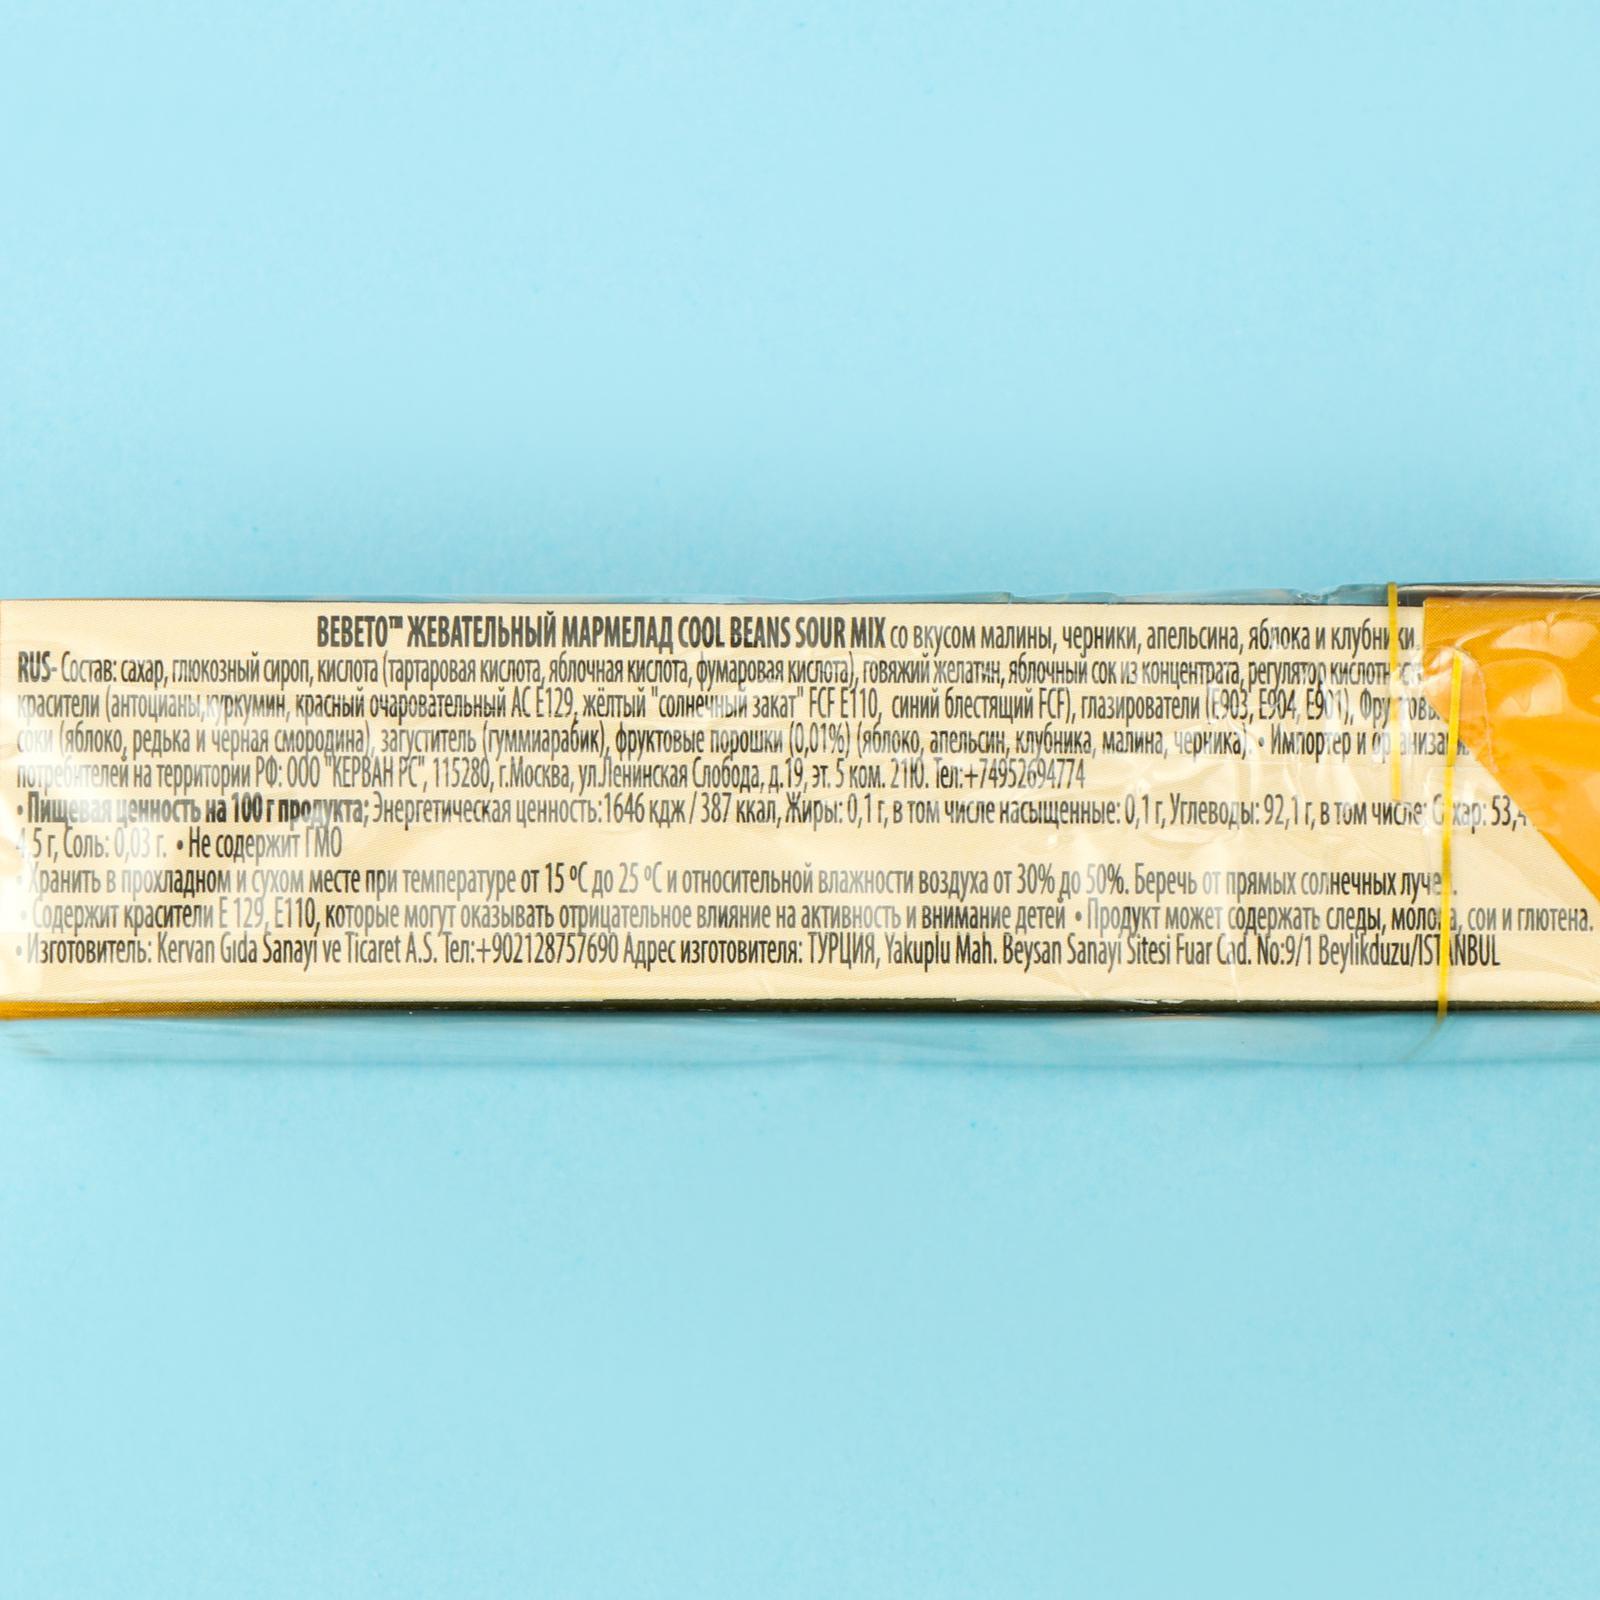 BEBETO™ ЖЕВАТЕЛЬНЫЙ МАРМЕЛАД COOL BEANS SOUR MIX со вкусом малины, черники, апельсина, яблока и клубники.
RUS- Состав: сахар, глюкозный сироп, кислота (тартаровая кислота, яблочная кислота, фумаровая кислота), говяжий желатин, яблочный сок из концентрата, регулятор
красители (антоцианы,куркумин, красный очаровательный AC E129, жёлтый "солнечный закат" FCF E110, синий блестящий FCF), глазирователи (E903, E904, E901),
соки (яблоко, редька и черная смородина), загуститель (гуммиарабик), фруктовые порошки (0,01%) (яблоко, апельсин, клубника, малина, черника). • Импортер и
потребителей на территории РФ: ООО "КЕРВАН РС", 115280, г.Москва, ул.Ленинская Слобода, д.19, эт. 5 ком. 21Ю. Тел:+74952694774
• Пищевая ценность на 100 г продукта; Энергетическая ценность:1646 кдж / 387 ккал, Жиры: 0,1 г, в том числе насыщенные: 0,1 г, Углеводы: 92,1 г, в том числе: Сахар: 53,4
4,5 г, Соль: 0,03 г. • Не содержит ГМО
• Хранить в прохладном и сухом месте при температуре от 15 ºC до 25 ºC и относительной влажности воздуха от 30% до 50%. Беречь от прямых солнечных лучей.
• Содержит красители E 129, E110, которые могут оказывать отрицательное влияние на активность и внимание детей • Продукт может содержать следы, молока, сои и глютена.
• Изготовитель: Kervan Gıda Sanayi ve Ticaret A.S. Тел:+902128757690 Адрес изготовителя: ТУРЦИЯ, Yakuplu Mah. Beysan Sanayi Sitesi Fuar Cad. No:9/1 Beylikduzu/ISTANBUL